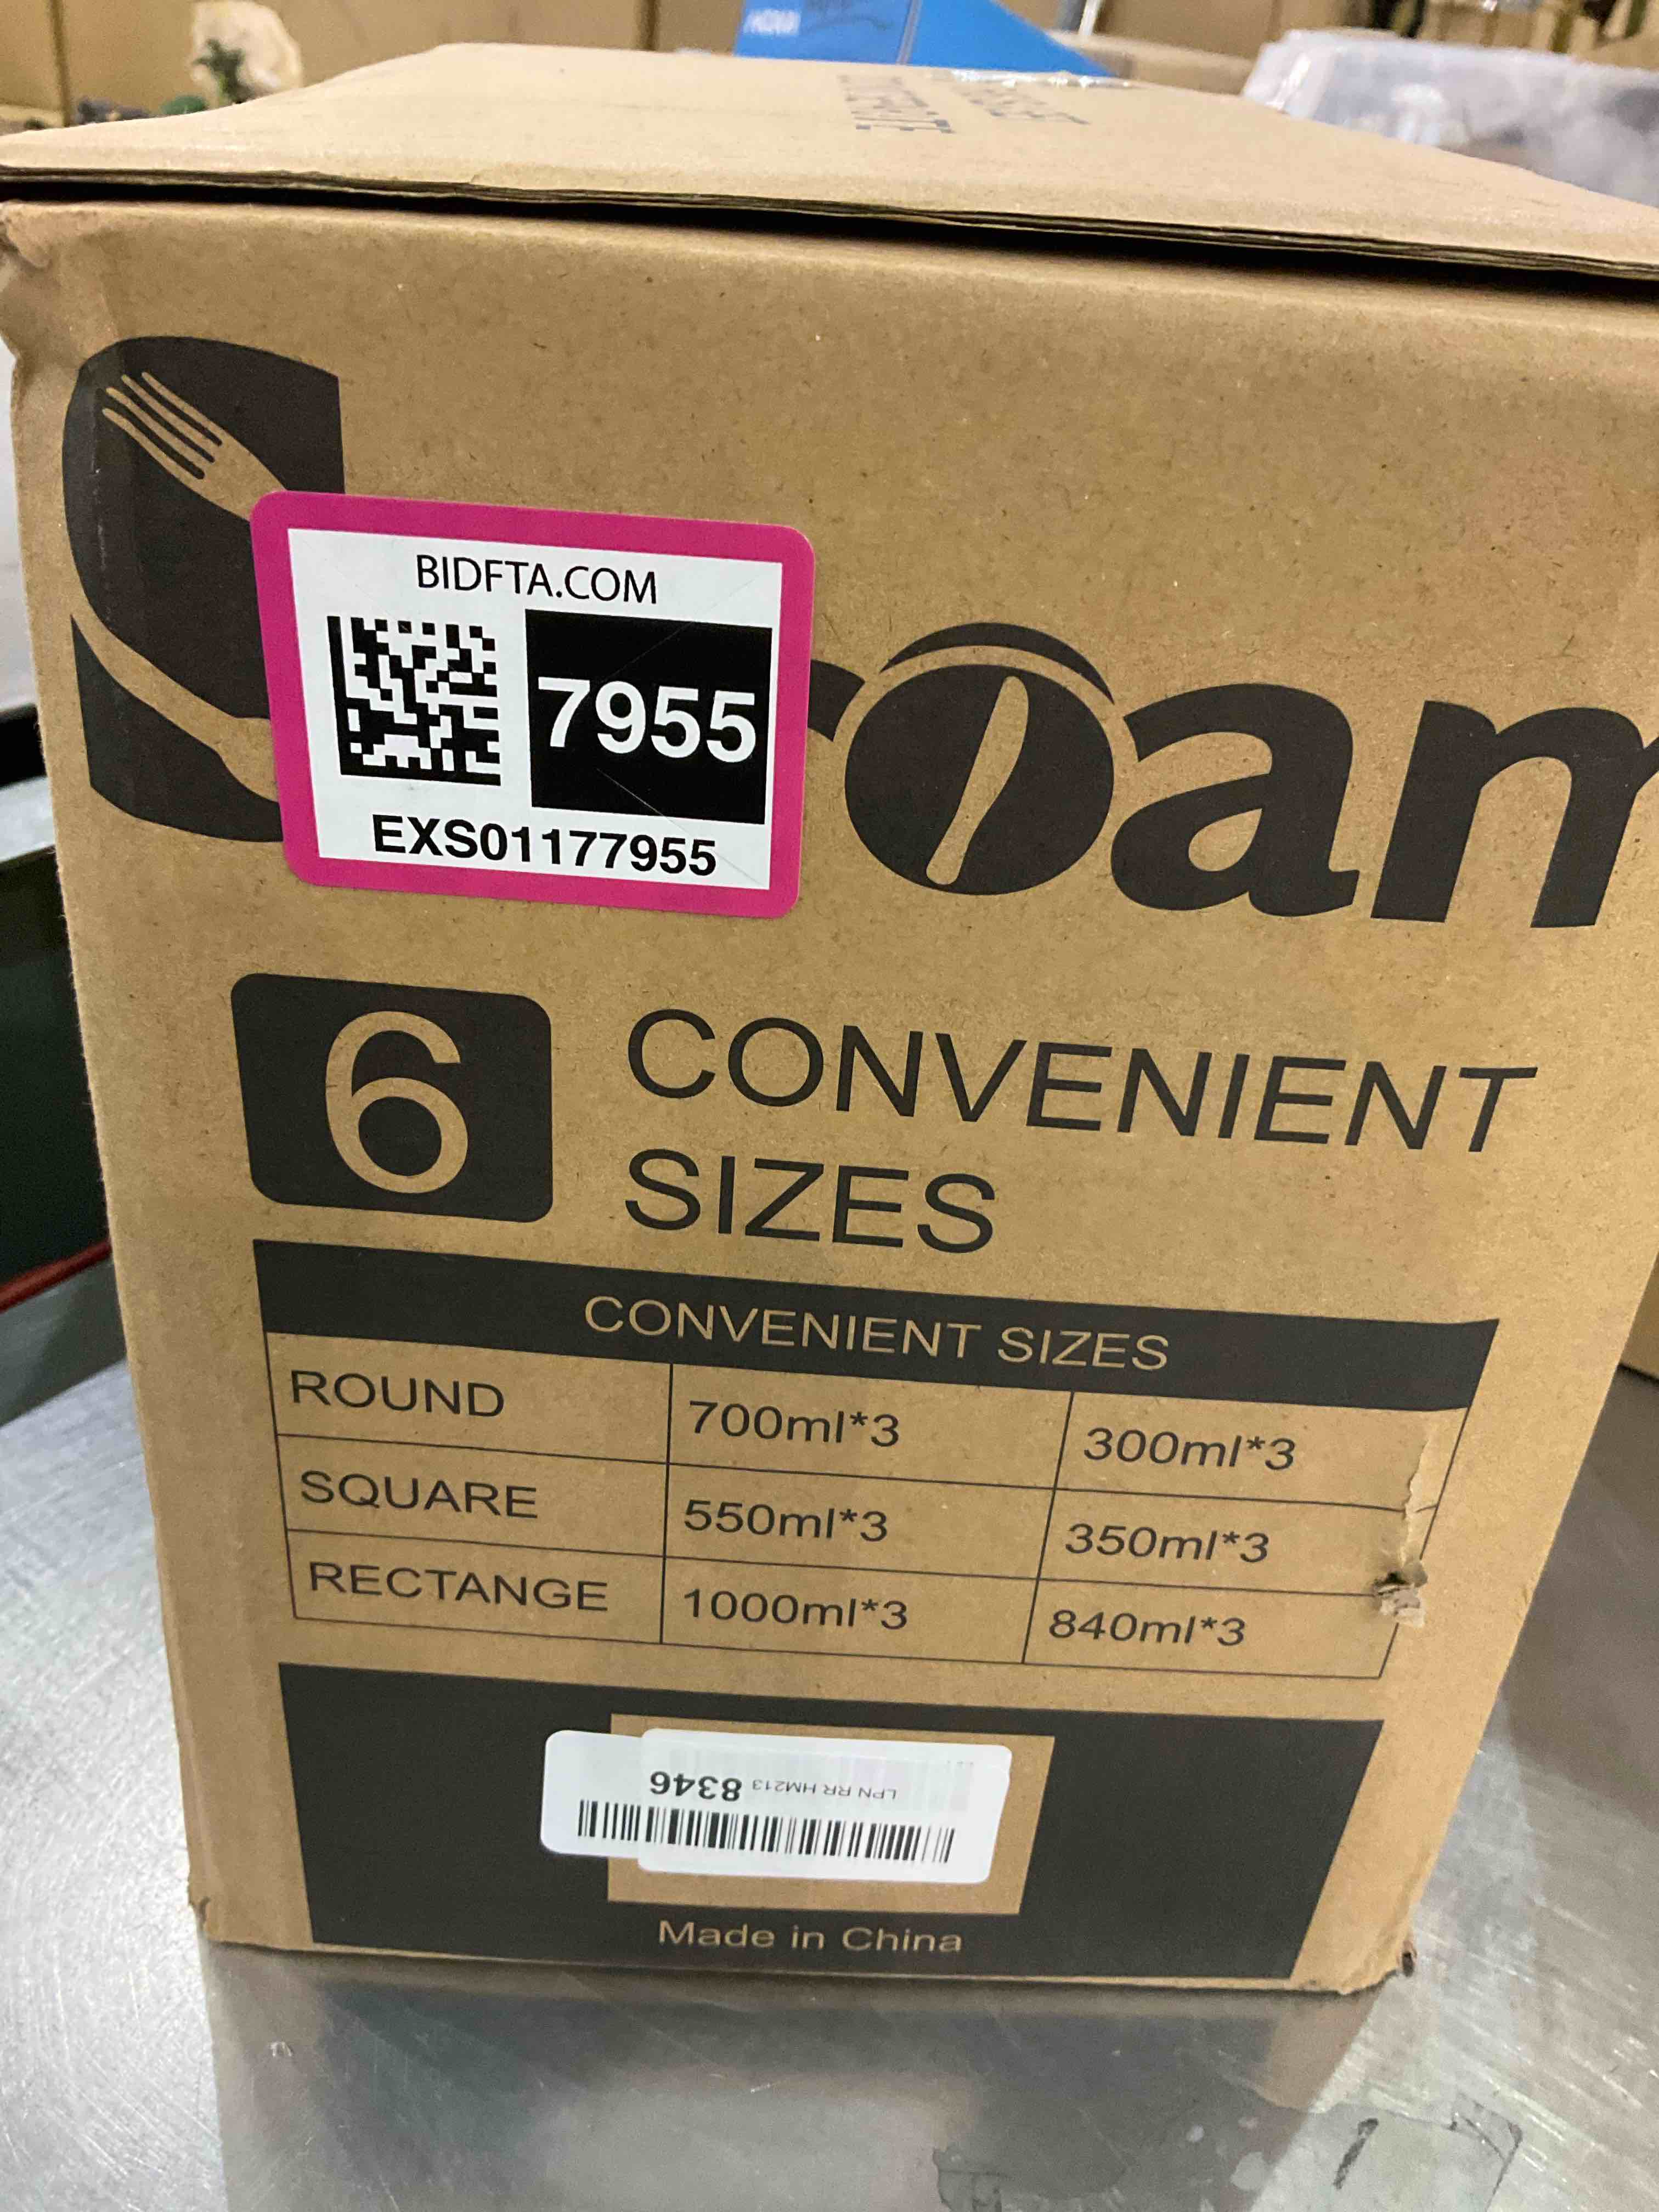 BIDFTA.COM
7955
EXS01177955
6 CONVENIENT
SIZES
CONVENIENT SIZES
ROUND 700ml*3 300ml*3
SQUARE 550ml*3 350ml*3
RECTANGE 1000ml*3 840ml*3
LPN RR HM213 8346
Made in China